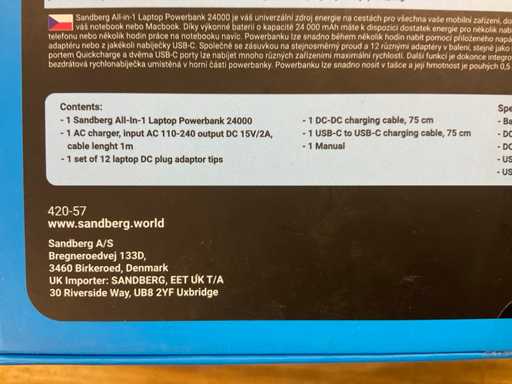 Sandberg All-in-1 Laptop Powerbank 24000 je váš univerzální zdroj energie na cestách pro všechna vaše mobilní zařízení, do
váš notebook nebo Macbook. Díky výkonné baterii o kapacitě 24 000 mAh máte k dispozici dostatek energie pro několik nabi
telefonu nebo několik hodin práce na notebooku navíc. Powerbanku lze snadno během několik hodin nabít pomocí přiloženého napá
adaptéru nebo z jakékoli nabíječky USB-C. Společně se zásuvkou na stejnosměrný proud a 12 různými adaptéry v balení, stejně jako
portem Quickcharge a dvěma USB-C porty lze nabíjet mnoho různých zařízeními maximální rychlostí. Další funkcí je dokonce integro
bezdrátová rychlonabíječka umístěná v horní části powerbanky. Powerbanku lze snadno nosit v tašce a její hmotnost je pouhých 0,5
Contents:
- 1 Sandberg All-In-1 Laptop Powerbank 24000
- 1 AC charger, input AC 110-240 output DC 15V/2A,
cable lenght 1m
- 1 set of 12 laptop DC plug adaptor tips
- 1 DC-DC charging cable, 75 cm
- 1 USB-C to USB-C charging cable, 75 cm
- 1 Manual
Spe
- Ba
- DC
- DC
- US
- US
420-57
www.sandberg.world
Sandberg A/S
Bregneroedvej 133D,
3460 Birkeroed, Denmark
UK Importer: SANDBERG, EET UK T/A
30 Riverside Way, UB8 2YF Uxbridge